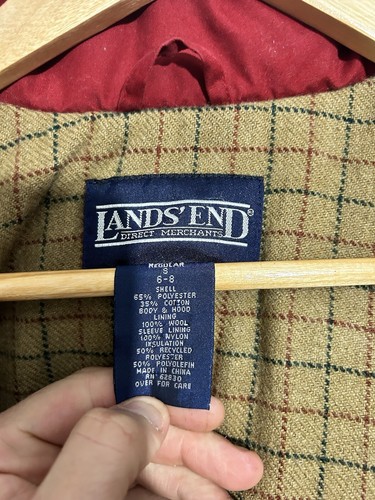 LANDS' END®
DIRECT MERCHANTS
REGULAR
S
6-8
SHELL
65% POLYESTER
35% COTTON
BODY & HOOD
LINING
100% WOOL
SLEEVE LINING
100% NYLON
INSULATION
50% RECYCLED
POLYESTER
50% POLYOLEFIN
MADE IN CHINA
RN 62830
OVER FOR CARE